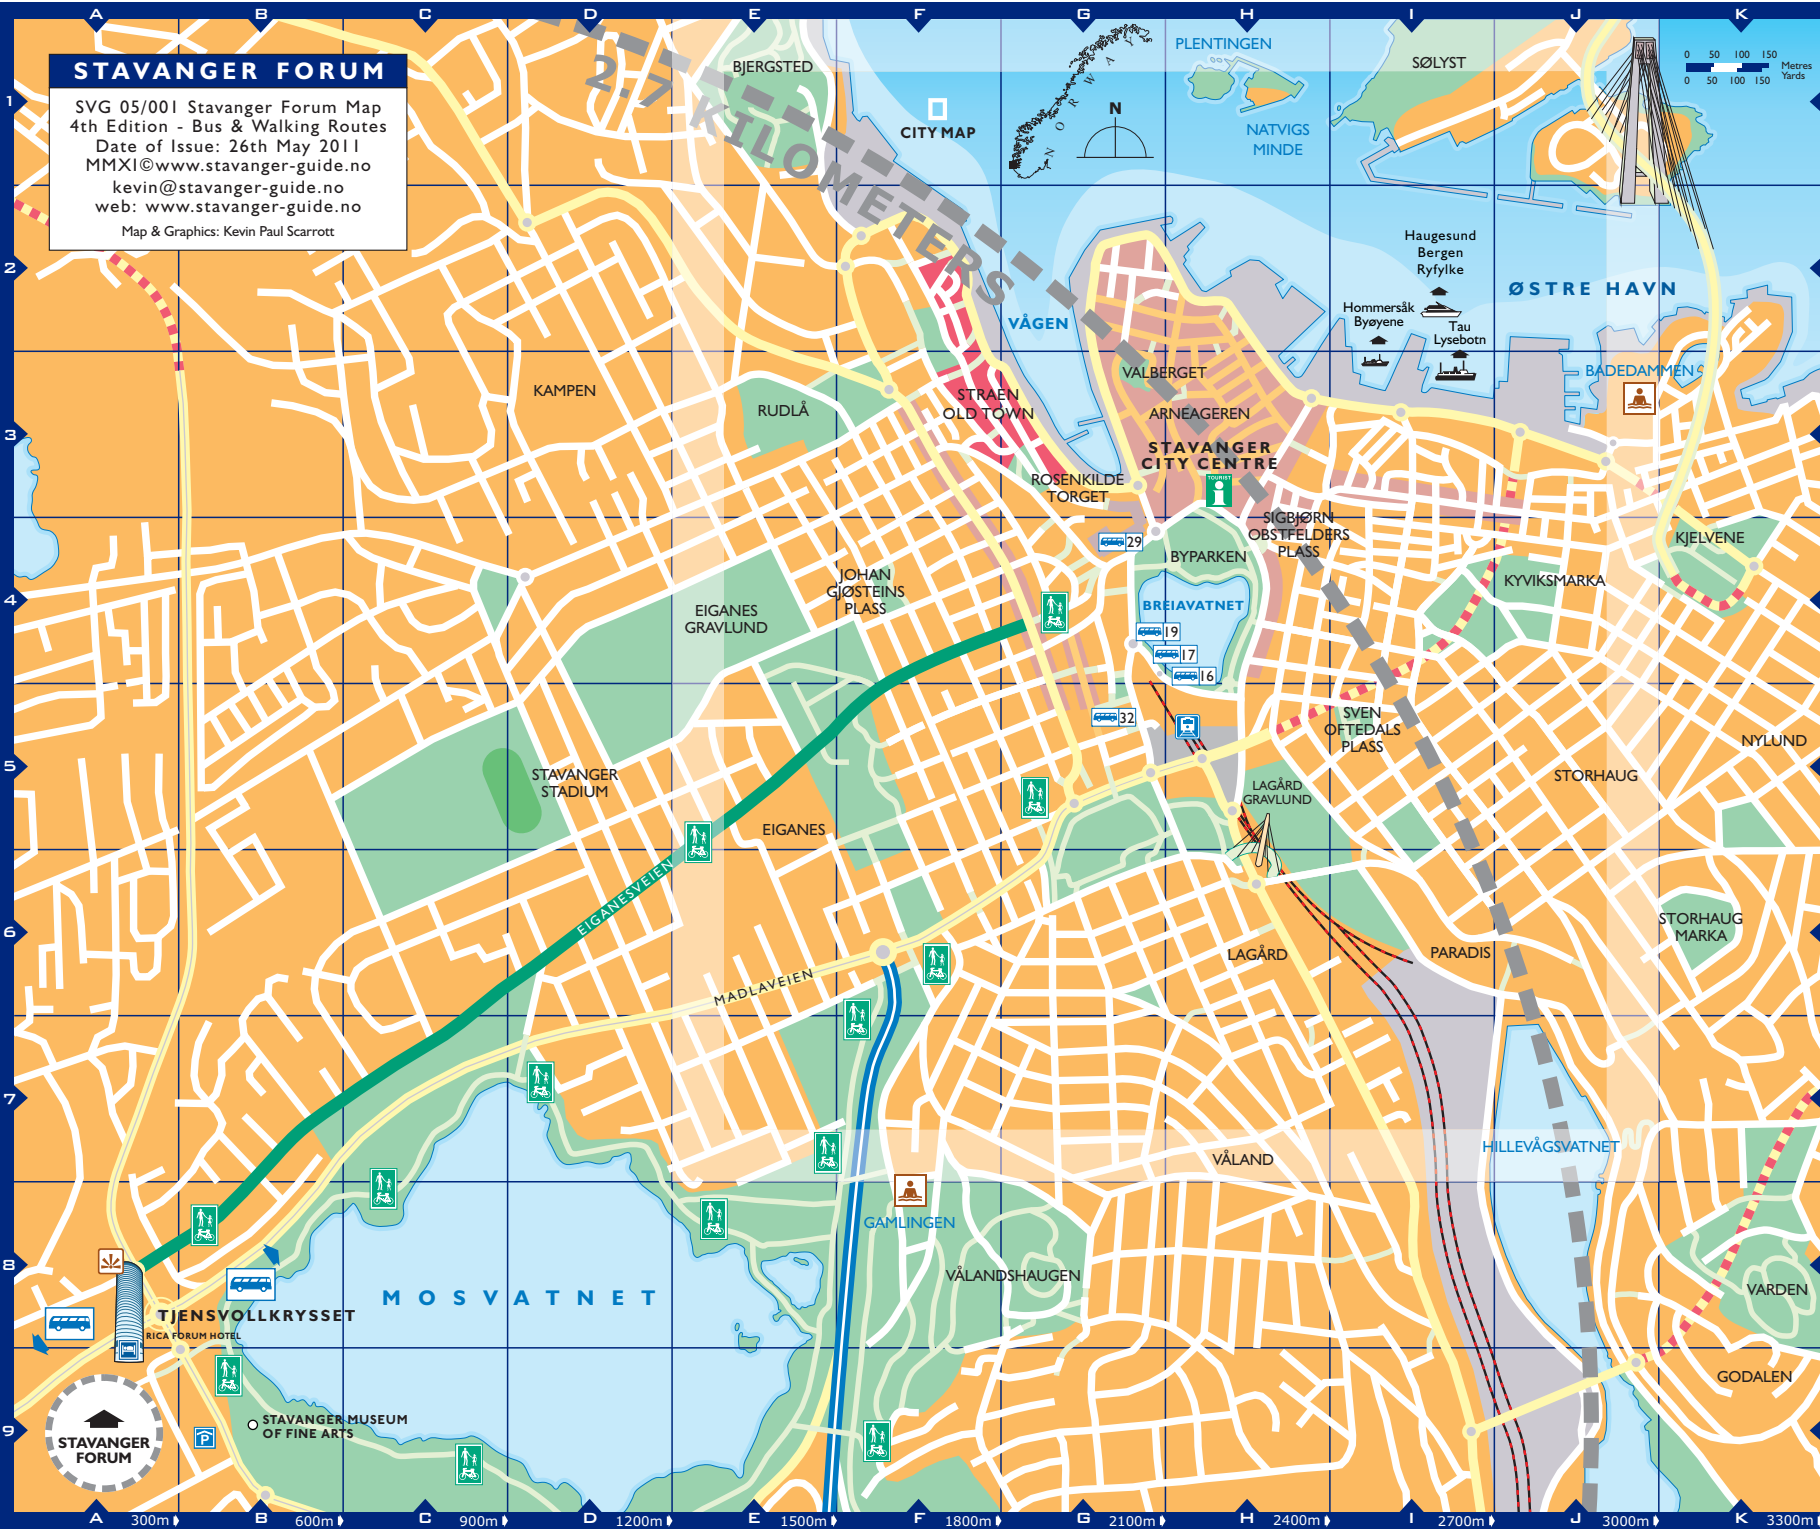 A B C D E F G H I J K
STAVANGER FORUM
SVG 05/001 Stavanger Forum Map
4th Edition - Bus & Walking Routes
Date of Issue: 26th May 2011
MMXI©www.stavanger-guide.no
kevin@stavanger-guide.no
web: www.stavanger-guide.no
Map & Graphics: Kevin Paul Scarrott
2.7 KILOMETERS
BJERGSTED
CITY MAP
NORWAY
N
PLENTINGEN
NATVIGS
MINDE
SØLYST
0 50 100 150
Metres
Yards
0 50 100 150
1
2
3
4
5
6
7
8
9
Haugesund
Bergen
Ryfylke
Hommersåk
Byøyene
Tau
Lysebotn
ØSTRE HAVN
VÅGEN
BADEDAMMEN
KAMPEN
RUDLÅ
STRAEN
OLD TOWN
VALBERGET
ARNEAGEREN
STAVANGER
CITY CENTRE
TOURIST
i
ROSENKILDE
TORGET
SIGBJØRN
OBSTFELDERS
PLASS
29
BYPARKEN
KJELVENE
KYVIKSMARKA
JOHAN
GJØSTEINS
PLASS
EIGANES
GRAVLUND
BREIAVATNET
19
17
16
32
SVEN
OFTEDALS
PLASS
NYLUND
STORHAUG
STAVANGER
STADIUM
EIGANES
LAGÅRD
GRAVLUND
EIGANESVEIEN
MADLAVEIEN
LAGÅRD
PARADIS
STORHAUG
MARKA
HILLEVÅGSVATNET
VÅLAND
GAMLINGEN
VÅLANDSHAUGEN
VARDEN
MOSVATNET
TJENSVOLLKRYSSET
RICA FORUM HOTEL
GODALEN
STAVANGER
FORUM
P
STAVANGER MUSEUM
OF FINE ARTS
A 300m B 600m C 900m D 1200m E 1500m F 1800m G 2100m H 2400m I 2700m J 3000m K 3300m